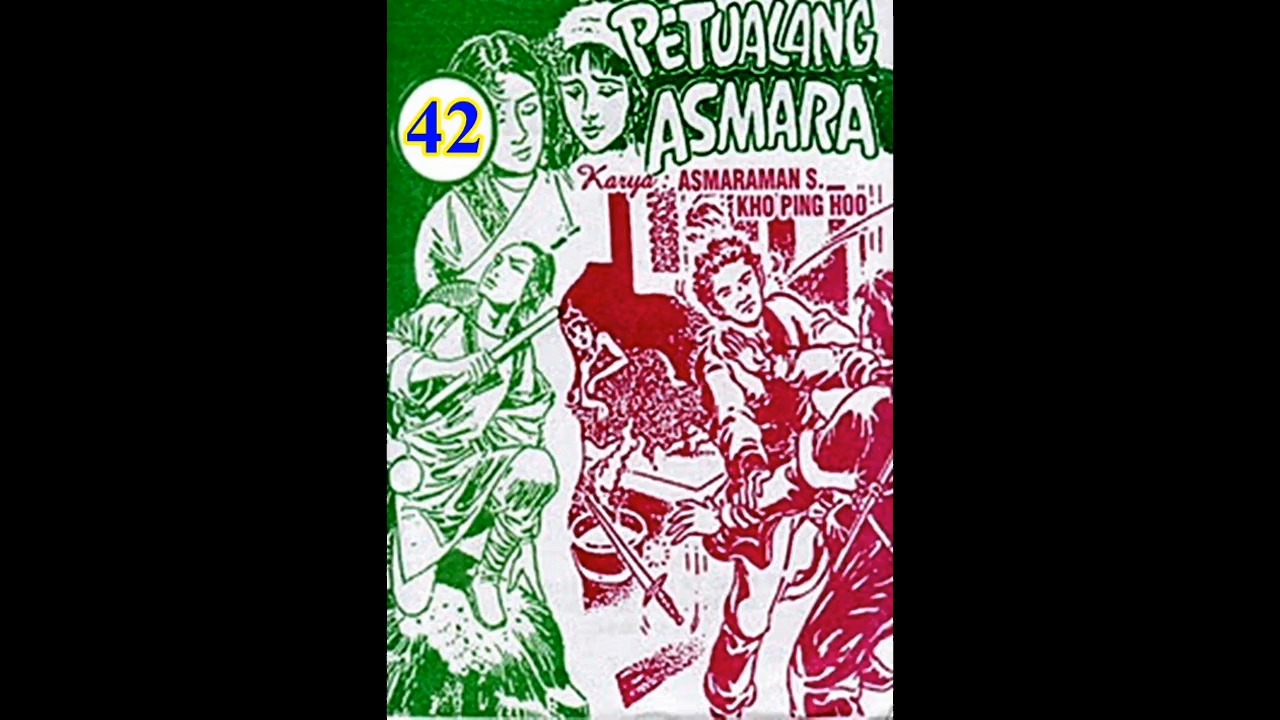 PETUALANG
ASMARA
42
Karya : ASMARAMAN S.
KHO PING HOO